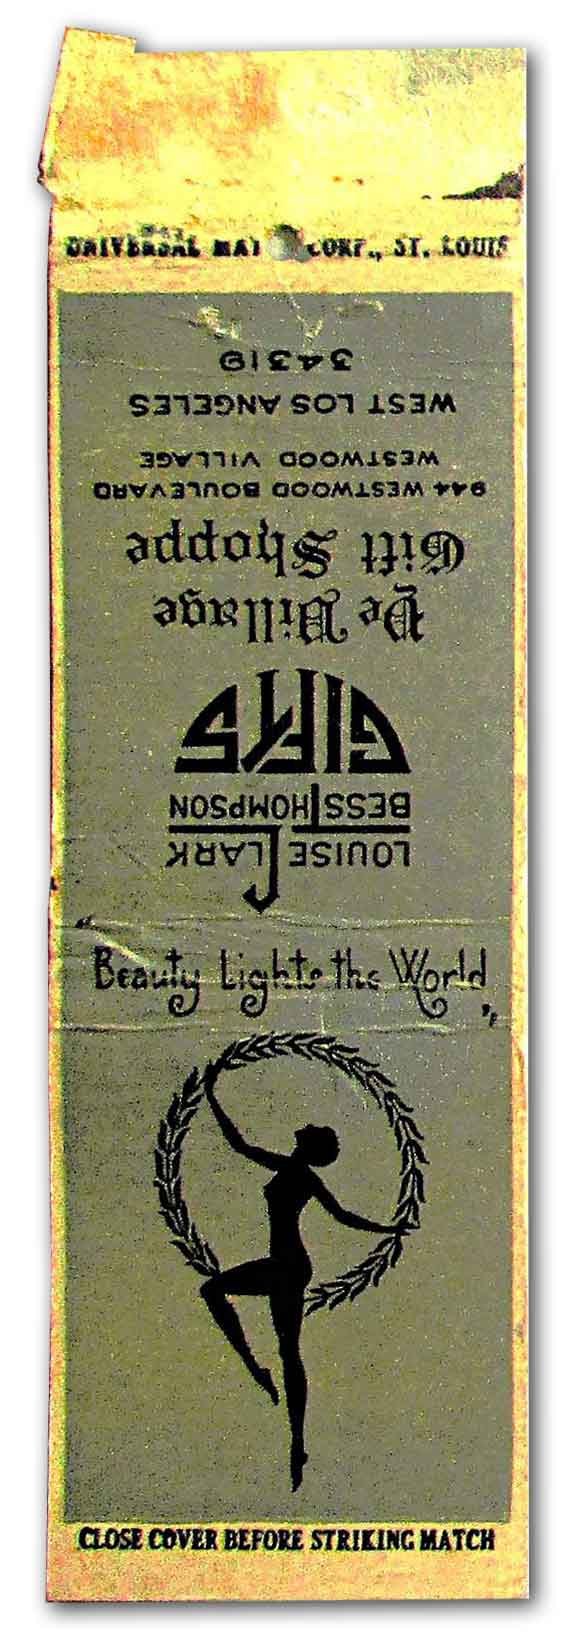 UNIVERSAL MAT CORP., ST. LOUIS
LOUISE CLARK
BESS THOMPSON
GIFTS
Ye Village
Gift Shoppe
944 WESTWOOD BOULEVARD
WESTWOOD VILLAGE
WEST LOS ANGELES
34319
"Beauty Lights the World"
CLOSE COVER BEFORE STRIKING MATCH